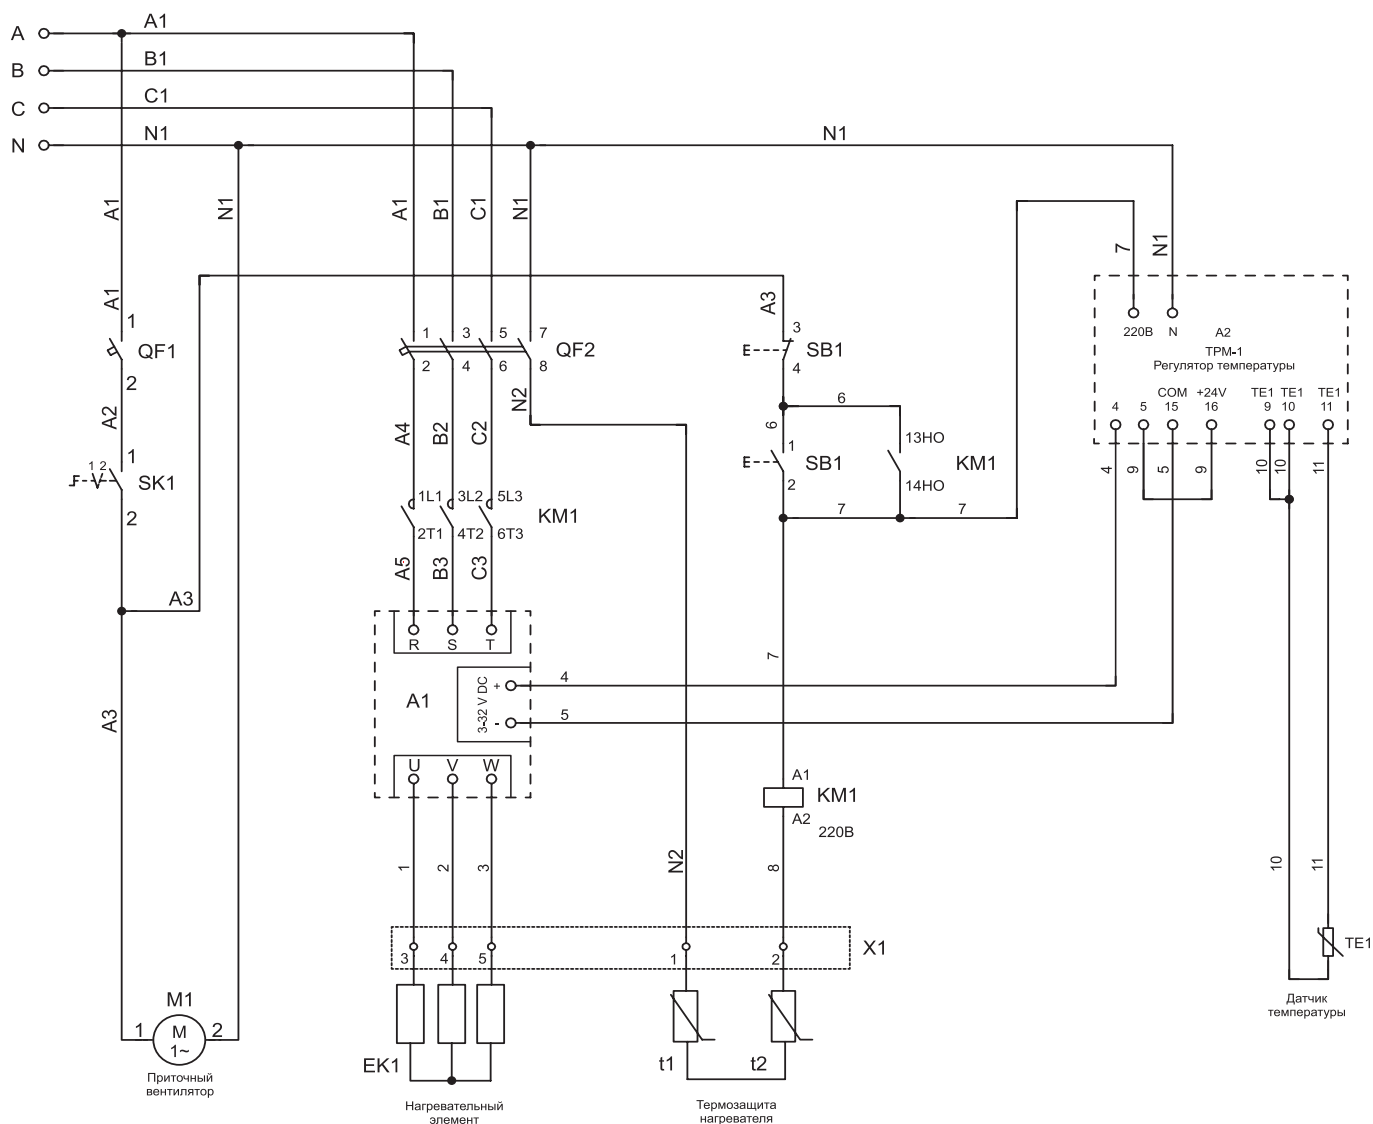 A A1
B B1
C C1
N N1 N1
A1 N1 A1 B1 C1 N1 7 N1
A1 A3
1 1 3 5 7 3 220В N A2
QF1 QF2 SB1 ТРМ-1
2 2 4 6 8 4 Регулятор температуры
A2 A4 B2 C2 N2 6 6
COM +24V TE1 TE1 TE1
4 5 15 16 9 10 11
1 1 13НО
1 2 SK1 SB1 KM1
2 2 14НО
4 9 5 9 10 10 11
1L1 3L2 5L3 KM1
2T1 4T2 6T3
7 7
A5 B3 C3
A3
R S T
7
A1 3-32 V DC + 4
- 5
A3
U V W
A1
KM1
A2
220В
1 2 3 N2 8 10 11
3 4 5 1 2 X1
TE1
Датчик
температуры
M1
1 M 2
1~
Приточный
вентилятор
EK1 t1 t2
Нагревательный
элемент
Термозащита
нагревателя